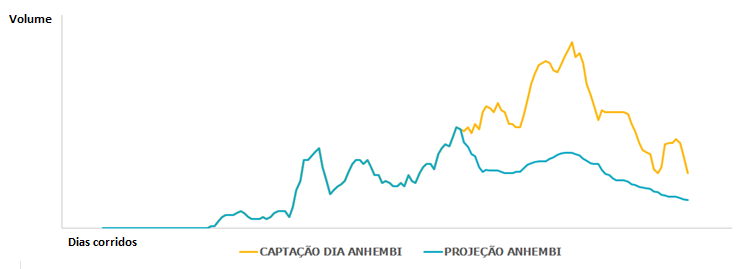 Volume
Dias corridos
CAPTAÇÃO DIA ANHEMBI PROJEÇÃO ANHEMBI